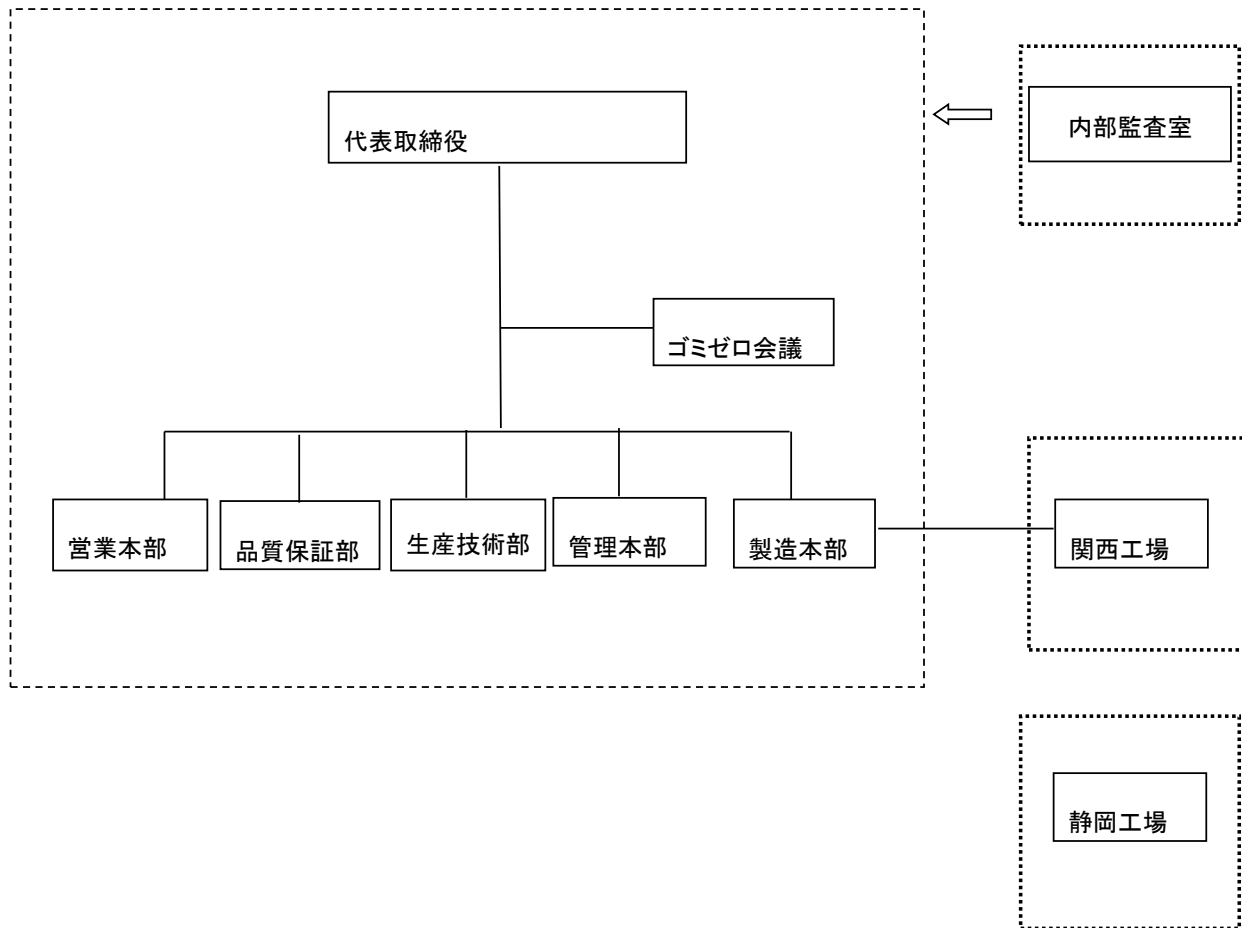 代表取締役
内部監査室
ゴミゼロ会議
営業本部
品質保証部
生産技術部
管理本部
製造本部
関西工場
静岡工場